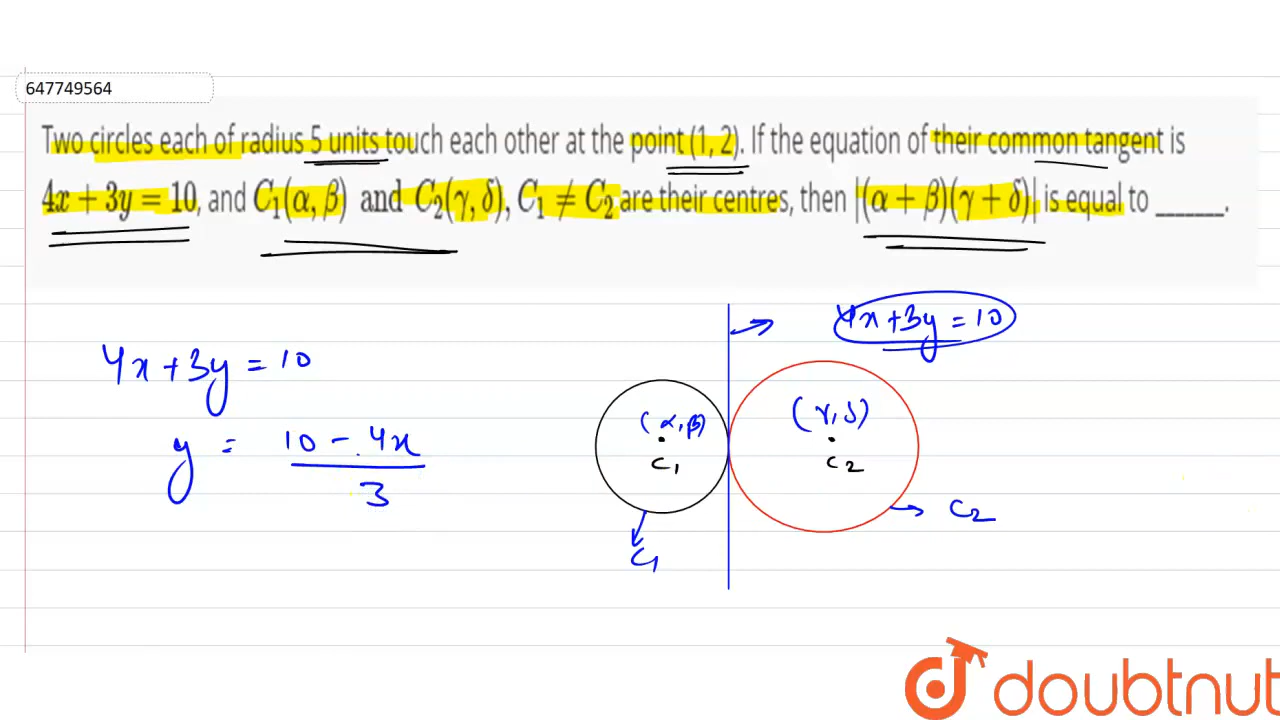 647749564
Two circles each of radius 5 units touch each other at the point (1, 2). If the equation of their common tangent is
4x + 3y = 10, and C₁(α, β) and C₂(γ, δ), C₁ ≠ C₂ are their centres, then |(α + β)(γ + δ)| is equal to _______.
4x+3y = 10
4x+3y = 10
y = 10 - 4x
3
(α,β)
C₁
(γ,δ)
C₂
C₂
C₁
doubtnut